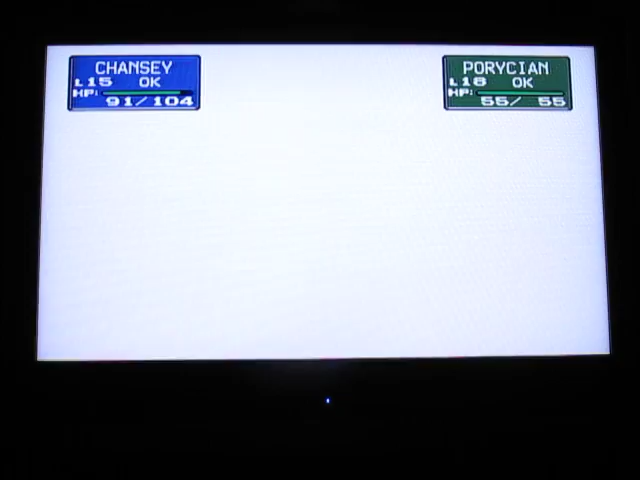 CHANSEY
L15 OK
HP:
91/104
PORYCIAN
L18 OK
HP:
55/ 55